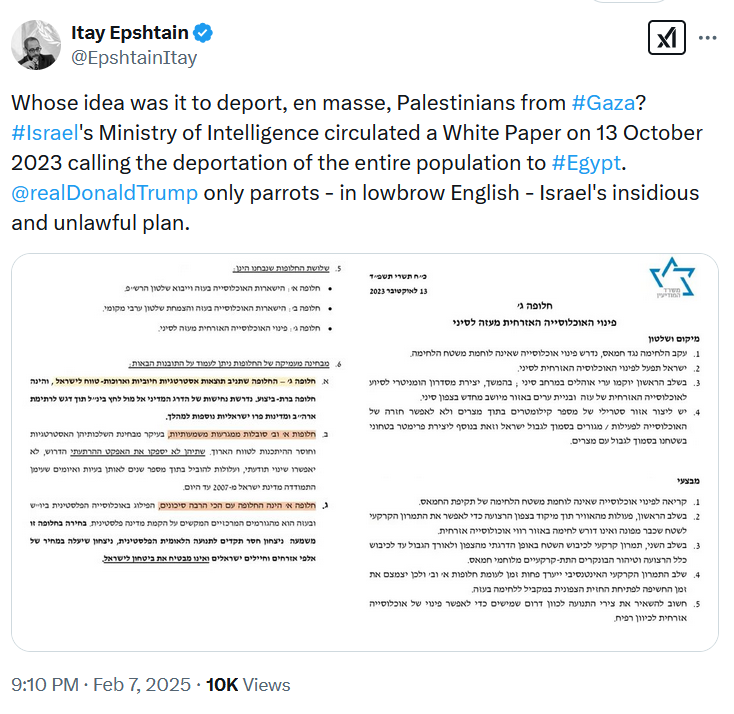 Itay Epshtain
@EpshtainItay
Whose idea was it to deport, en masse, Palestinians from #Gaza?
#Israel's Ministry of Intelligence circulated a White Paper on 13 October
2023 calling the deportation of the entire population to #Egypt.
@realDonaldTrump only parrots - in lowbrow English - Israel's insidious
and unlawful plan.
משרד
המודיעין
כ״ח תשרי תשפ״ד
13 לאוקטובר 2023
חלופה ג׳
פינוי האוכלוסייה האזרחית מעזה לסיני
מיקום ושלטון
1. עקב הלחימה נגד חמאס, נדרש פינוי אוכלוסייה שאינה לוחמת משטח הלחימה.
2. ישראל תפעל לפינוי האוכלוסיה האזרחית לסיני.
3. בשלב הראשון יוקמו ערי אוהלים במרחב סיני; בהמשך, יצירת מסדרון הומניטרי לסיוע
לאוכלוסייה האזרחית של עזה ובניית ערים באזור מיושב מחדש בצפון סיני.
4. יש ליצור אזור סטרילי של מספר קילומטרים בתוך מצרים ולא לאפשר חזרה של
האוכלוסייה לפעילות / מגורים בסמוך לגבול ישראל וזאת בנוסף ליצירת פרימטר בטחוני
בשטחנו בסמוך לגבול עם מצרים.
מבצעי
1. קריאה לפינוי אוכלוסייה שאינה לוחמת משטח הלחימה של תקיפת החמאס.
2. בשלב הראשון, פעולות מהאוויר תוך מיקוד בצפון הרצועה כדי לאפשר את התמרון הקרקעי
לשטח שכבר מפונה ואינו דורש לחימה באזור רווי אוכלוסייה אזרחית.
3. בשלב השני, תמרון קרקעי לכיבוש השטח באופן הדרגתי מהצפון ולאורך הגבול עד לכיבוש
כלל הרצועה וטיהור הבונקרים התת-קרקעיים מלוחמי חמאס.
4. שלב התמרון הקרקעי האינטנסיבי ייערך פחות זמן לעומת חלופות א׳ וב׳ ולכן יצמצם את
זמן החשיפה לפתיחת החזית הצפונית במקביל ללחימה בעזה.
5. חשוב להשאיר את צירי התנועה לכוון דרום שמישים כדי לאפשר פינוי של אוכלוסייה
אזרחית לכיוון רפיח.
5. שלושת החלופות שנבחנו הינן:
• חלופה א׳: הישארות האוכלוסייה בעזה וייבוא שלטון הרש״פ.
• חלופה ב׳: הישארות האוכלוסייה בעזה והצמחת שלטון ערבי מקומי.
• חלופה ג׳: פינוי האוכלוסייה האזרחית מעזה לסיני.
6. מבחינה מעמיקה של החלופות ניתן לעמוד על התובנות הבאות:
א. חלופה ג׳ – החלופה שתניב תוצאות אסטרטגיות חיוביות וארוכות-טווח לישראל, והינה
חלופה ברת-ביצוע. נדרשת נחישות של הדרג המדיני אל מול לחץ בינ״ל תוך דגש לרתימת
ארה״ב ומדינות פרו ישראליות נוספות למהלך.
ב. חלופות א׳ וב׳ סובלות ממגרעות משמעותיות, בעיקר מבחינת השלכותיהן האסטרטגיות
וחוסר ההיתכנות לטווח הארוך. שתיהן לא יספקו את האפקט ההרתעתי הדרוש, לא
יאפשרו שינוי תודעתי, ועלולות להוביל בתוך מספר שנים לאותן בעיות ואיומים שעימן
התמודדה מדינת ישראל מ-2007 עד היום.
ג. חלופה א׳ הינה החלופה עם הכי הרבה סיכונים, הפילוג באוכלוסייה הפלסטינית ביו״ש
ובעזה הוא מהגורמים המרכזיים המקשים על הקמת מדינה פלסטינית. בחירה בחלופה זו
משמעה ניצחון חסר תקדים לתנועה הלאומית הפלסטינית, ניצחון שיעלה במחיר של
אלפי אזרחים וחיילים ישראלים ואינו מבטיח את ביטחון לישראל.
9:10 PM · Feb 7, 2025 · 10K Views